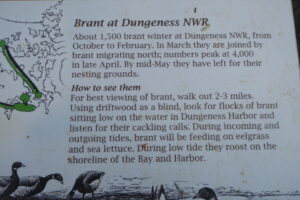 Brant at Dungeness NWR
About 1,500 brant winter at Dungeness NWR, from
October to February. In March they are joined by
brant migrating north; numbers peak at 4,000
in late April. By mid-May they have left for their
nesting grounds.
How to see them
For best viewing of brant, walk out 2-3 miles.
Using driftwood as a blind, look for flocks of brant
sitting low on the water in Dungeness Harbor and
listen for their cackling calls. During incoming and
outgoing tides, brant will be feeding on eelgrass
and sea lettuce. During low tide they roost on the
shoreline of the Bay and Harbor.